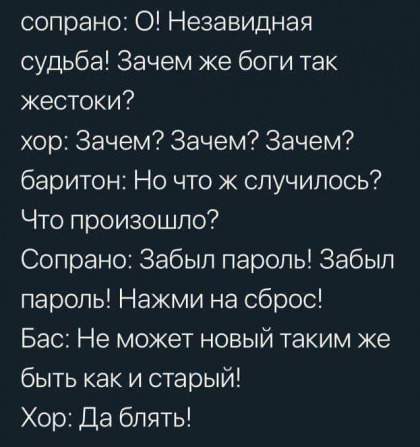 сопрано: О! Незавидная
судьба! Зачем же боги так
жестоки?
хор: Зачем? Зачем? Зачем?
баритон: Но что ж случилось?
Что произошло?
Сопрано: Забыл пароль! Забыл
пароль! Нажми на сброс!
Бас: Не может новый таким же
быть как и старый!
Хор: Да блять!